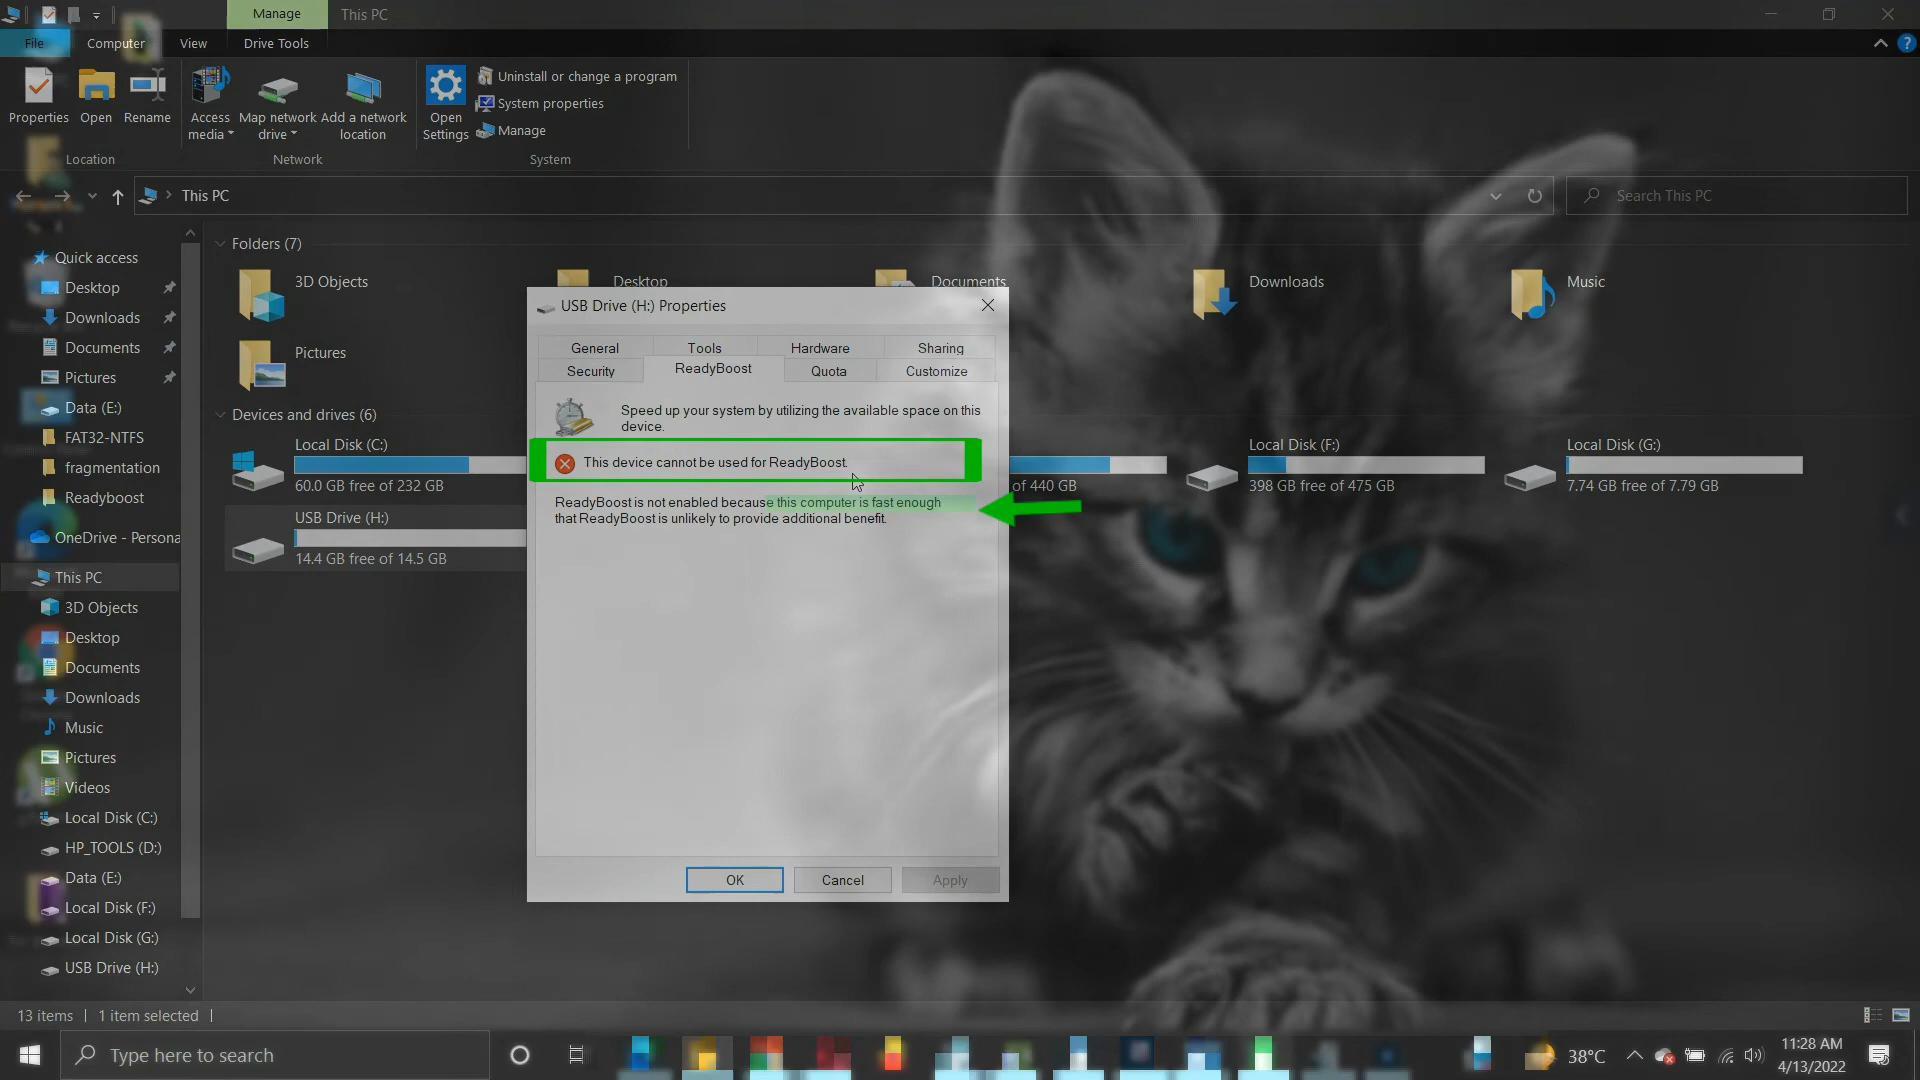 Manage
This PC
File
Computer
View
Drive Tools
Properties
Open
Rename
Access
media
Map network
drive
Add a network
location
Open
Settings
Uninstall or change a program
System properties
Manage
Location
Network
System
This PC
Search This PC
Quick access
Desktop
Downloads
Documents
Pictures
Data (E:)
FAT32-NTFS
fragmentation
Readyboost
OneDrive - Persona
This PC
3D Objects
Desktop
Documents
Downloads
Music
Pictures
Videos
Local Disk (C:)
HP_TOOLS (D:)
Data (E:)
Local Disk (F:)
Local Disk (G:)
USB Drive (H:)
Folders (7)
3D Objects
Desktop
Documents
Downloads
Music
Pictures
Devices and drives (6)
Local Disk (C:)
60.0 GB free of 232 GB
of 440 GB
Local Disk (F:)
398 GB free of 475 GB
Local Disk (G:)
7.74 GB free of 7.79 GB
USB Drive (H:)
14.4 GB free of 14.5 GB
USB Drive (H:) Properties
General
Tools
Hardware
Sharing
Security
ReadyBoost
Quota
Customize
Speed up your system by utilizing the available space on this
device.
This device cannot be used for ReadyBoost.
ReadyBoost is not enabled because this computer is fast enough
that ReadyBoost is unlikely to provide additional benefit.
OK
Cancel
Apply
13 items
1 item selected
Type here to search
38°C
11:28 AM
4/13/2022